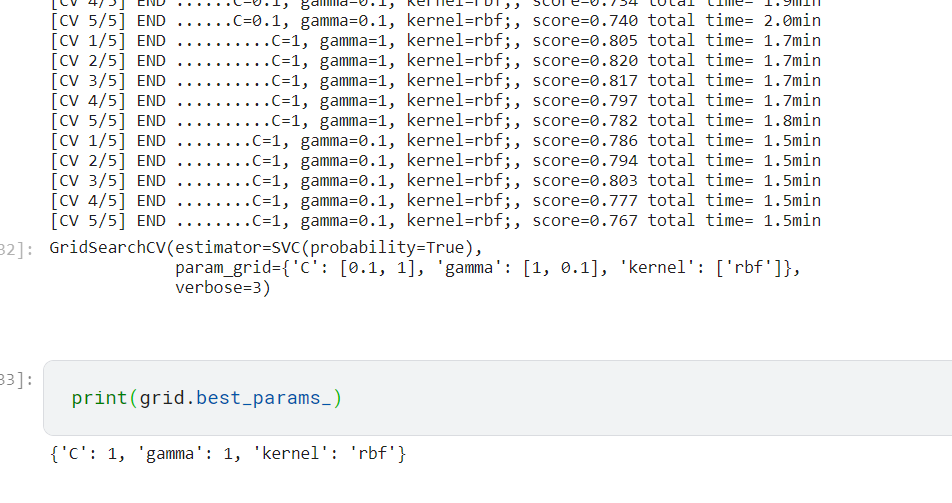 [CV 4/5] END ......C=0.1, gamma=0.1, kernel=rbf;, score=0.734 total time= 1.9min
[CV 5/5] END ......C=0.1, gamma=0.1, kernel=rbf;, score=0.740 total time= 2.0min
[CV 1/5] END ..........C=1, gamma=1, kernel=rbf;, score=0.805 total time= 1.7min
[CV 2/5] END ..........C=1, gamma=1, kernel=rbf;, score=0.820 total time= 1.7min
[CV 3/5] END ..........C=1, gamma=1, kernel=rbf;, score=0.817 total time= 1.7min
[CV 4/5] END ..........C=1, gamma=1, kernel=rbf;, score=0.797 total time= 1.7min
[CV 5/5] END ..........C=1, gamma=1, kernel=rbf;, score=0.782 total time= 1.8min
[CV 1/5] END ........C=1, gamma=0.1, kernel=rbf;, score=0.786 total time= 1.5min
[CV 2/5] END ........C=1, gamma=0.1, kernel=rbf;, score=0.794 total time= 1.5min
[CV 3/5] END ........C=1, gamma=0.1, kernel=rbf;, score=0.803 total time= 1.5min
[CV 4/5] END ........C=1, gamma=0.1, kernel=rbf;, score=0.777 total time= 1.5min
[CV 5/5] END ........C=1, gamma=0.1, kernel=rbf;, score=0.767 total time= 1.5min
32]: GridSearchCV(estimator=SVC(probability=True),
param_grid={'C': [0.1, 1], 'gamma': [1, 0.1], 'kernel': ['rbf']},
verbose=3)
33]:
print(grid.best_params_)
{'C': 1, 'gamma': 1, 'kernel': 'rbf'}